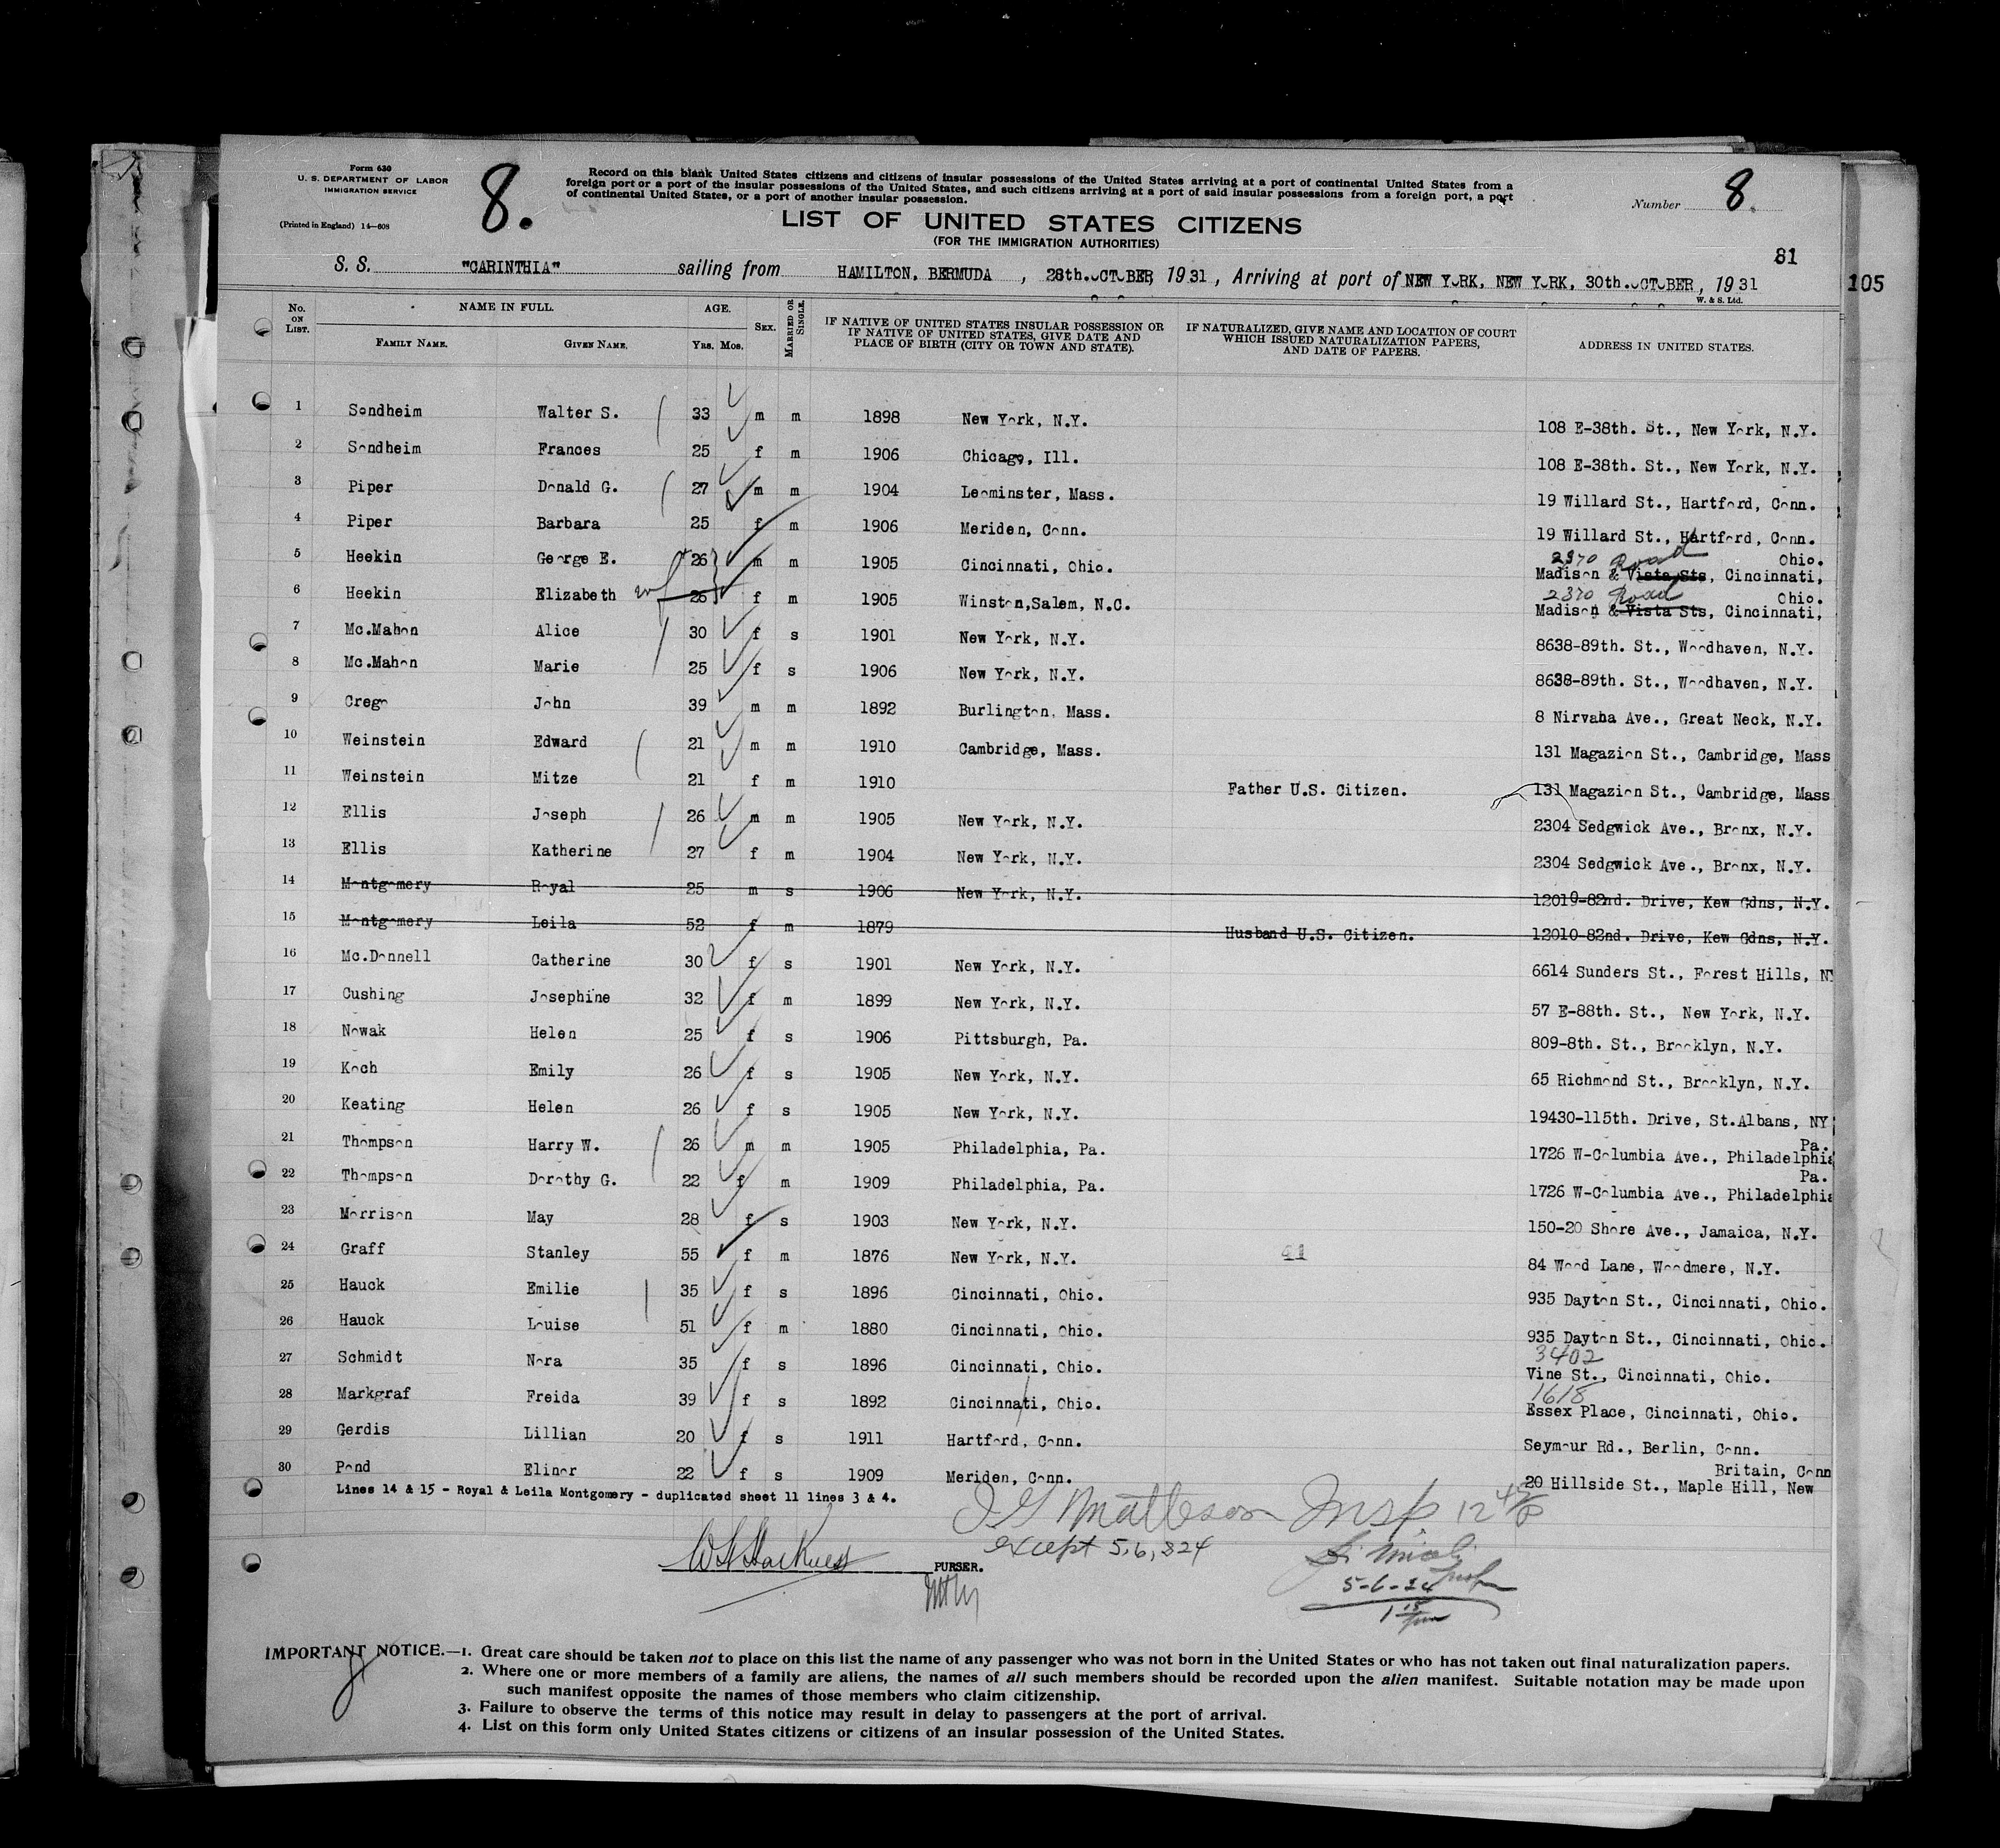 Form 630
U. S. DEPARTMENT OF LABOR
IMMIGRATION SERVICE
(Printed in England) 14—608
8.
Record on this blank United States citizens and citizens of insular possessions of the United States arriving at a port of continental United States from a
foreign port or a port of the insular possessions of the United States, and such citizens arriving at a port of said insular possessions from a foreign port, a port
of continental United States, or a port of another insular possession.
Number 8.
LIST OF UNITED STATES CITIZENS
(FOR THE IMMIGRATION AUTHORITIES)
81
105
S. S. "CARINTHIA" sailing from HAMILTON, BERMUDA, 28th.OCTOBER, 1931, Arriving at port of NEW YORK, NEW YORK, 30th.OCTOBER, 1931
W. & S. Ltd.
No. ON LIST. NAME IN FULL. AGE. SEX. MARRIED OR SINGLE. IF NATIVE OF UNITED STATES INSULAR POSSESSION OR IF NATIVE OF UNITED STATES, GIVE DATE AND PLACE OF BIRTH (CITY OR TOWN AND STATE). IF NATURALIZED, GIVE NAME AND LOCATION OF COURT WHICH ISSUED NATURALIZATION PAPERS, AND DATE OF PAPERS. ADDRESS IN UNITED STATES.
FAMILY NAME. GIVEN NAME. YRS. MOS.
1 Sondheim Walter S. 33 m m 1898 New York, N.Y. 108 E-38th. St., New York, N.Y.
2 Sondheim Frances 25 f m 1906 Chicago, Ill. 108 E-38th. St., New York, N.Y.
3 Piper Donald G. 27 m m 1904 Leominster, Mass. 19 Willard St., Hartford, Conn.
4 Piper Barbara 25 f m 1906 Meriden, Conn. 19 Willard St., Hartford, Conn.
2370 Road Ohio.
5 Heekin George E. 26 m m 1905 Cincinnati, Ohio. Madison & Vista Sts, Cincinnati,
2370 Road Ohio.
6 Heekin Elizabeth wf 26 f m 1905 Winston,Salem, N.C. Madison & Vista Sts, Cincinnati,
7 Mc.Mahon Alice 30 f s 1901 New York, N.Y. 8638-89th. St., Woodhaven, N.Y.
8 Mc.Mahon Marie 25 f s 1906 New York, N.Y. 8638-89th. St., Woodhaven, N.Y.
9 Crego John 39 m m 1892 Burlington, Mass. 8 Nirvaha Ave., Great Neck, N.Y.
10 Weinstein Edward 21 m m 1910 Cambridge, Mass. 131 Magazion St., Cambridge, Mass
11 Weinstein Mitze 21 f m 1910 Father U.S. Citizen. 131 Magazion St., Cambridge, Mass
12 Ellis Joseph 26 m m 1905 New York, N.Y. 2304 Sedgwick Ave., Bronx, N.Y.
13 Ellis Katherine 27 f m 1904 New York, N.Y. 2304 Sedgwick Ave., Bronx, N.Y.
14 Montgomery Royal 25 m s 1906 New York, N.Y. 12010-82nd. Drive, Kew Gdns, N.Y.
15 Montgomery Leila 52 f m 1879 Husband U.S. Citizen. 12010-82nd. Drive, Kew Gdns, N.Y.
16 Mc.Donnell Catherine 30 f s 1901 New York, N.Y. 6614 Sunders St., Forest Hills, NY
17 Cushing Josephine 32 f m 1899 New York, N.Y. 57 E-88th. St., New York, N.Y.
18 Nowak Helen 25 f s 1906 Pittsburgh, Pa. 809-8th. St., Brooklyn, N.Y.
19 Koch Emily 26 f s 1905 New York, N.Y. 65 Richmond St., Brooklyn, N.Y.
20 Keating Helen 26 f s 1905 New York, N.Y. 19430-115th. Drive, St.Albans, NY
Pa.
21 Thompson Harry W. 26 m m 1905 Philadelphia, Pa. 1726 W-Columbia Ave., Philadelphia
Pa.
22 Thompson Dorothy G. 22 f m 1909 Philadelphia, Pa. 1726 W-Columbia Ave., Philadelphia
23 Morrison May 28 f s 1903 New York, N.Y. 150-20 Shore Ave., Jamaica, N.Y.
24 Graff Stanley 55 f m 1876 New York, N.Y. 41 84 Wood Lane, Woodmere, N.Y.
25 Hauck Emilie 35 f s 1896 Cincinnati, Ohio. 935 Dayton St., Cincinnati, Ohio.
26 Hauck Louise 51 f m 1880 Cincinnati, Ohio. 935 Dayton St., Cincinnati, Ohio.
3402
27 Schmidt Nora 35 f s 1896 Cincinnati, Ohio. Vine St., Cincinnati, Ohio.
1618
28 Markgraf Freida 39 f s 1892 Cincinnati, Ohio. Essex Place, Cincinnati, Ohio.
29 Gerdis Lillian 20 f s 1911 Hartford, Conn. Seymour Rd., Berlin, Conn.
Britain, Conn
30 Pond Elinor 22 f s 1909 Meriden, Conn. 20 Hillside St., Maple Hill, New
Lines 14 & 15 - Royal & Leila Montgomery - duplicated sheet 11 lines 3 & 4.
Matteson Insp 12 45 P
except 5,6, & 24
PURSER.
5-6-24 Insp
1 15 pm
IMPORTANT NOTICE.—1. Great care should be taken not to place on this list the name of any passenger who was not born in the United States or who has not taken out final naturalization papers.
2. Where one or more members of a family are aliens, the names of all such members should be recorded upon the alien manifest. Suitable notation may be made upon
such manifest opposite the names of those members who claim citizenship.
3. Failure to observe the terms of this notice may result in delay to passengers at the port of arrival.
4. List on this form only United States citizens or citizens of an insular possession of the United States.